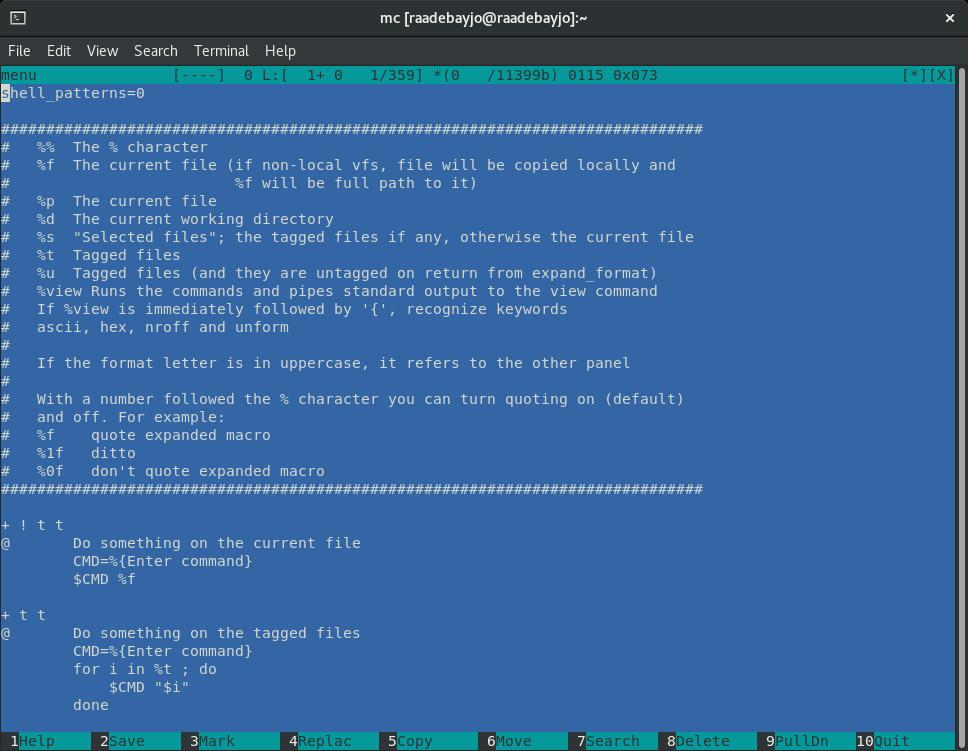 mc [raadebayjo@raadebayjo]:~
File Edit View Search Terminal Help
menu [----] 0 L:[ 1+ 0 1/359] *(0 /11399b) 0115 0x073 [*][X]
shell_patterns=0
##############################################################################
# %% The % character
# %f The current file (if non-local vfs, file will be copied locally and
# %f will be full path to it)
# %p The current file
# %d The current working directory
# %s "Selected files"; the tagged files if any, otherwise the current file
# %t Tagged files
# %u Tagged files (and they are untagged on return from expand_format)
# %view Runs the commands and pipes standard output to the view command
# If %view is immediately followed by '{', recognize keywords
# ascii, hex, nroff and unform
#
# If the format letter is in uppercase, it refers to the other panel
#
# With a number followed the % character you can turn quoting on (default)
# and off. For example:
# %f quote expanded macro
# %1f ditto
# %0f don't quote expanded macro
##############################################################################
+ ! t t
@ Do something on the current file
CMD=%{Enter command}
$CMD %f
+ t t
@ Do something on the tagged files
CMD=%{Enter command}
for i in %t ; do
$CMD "$i"
done
1Help 2Save 3Mark 4Replac 5Copy 6Move 7Search 8Delete 9PullDn 10Quit